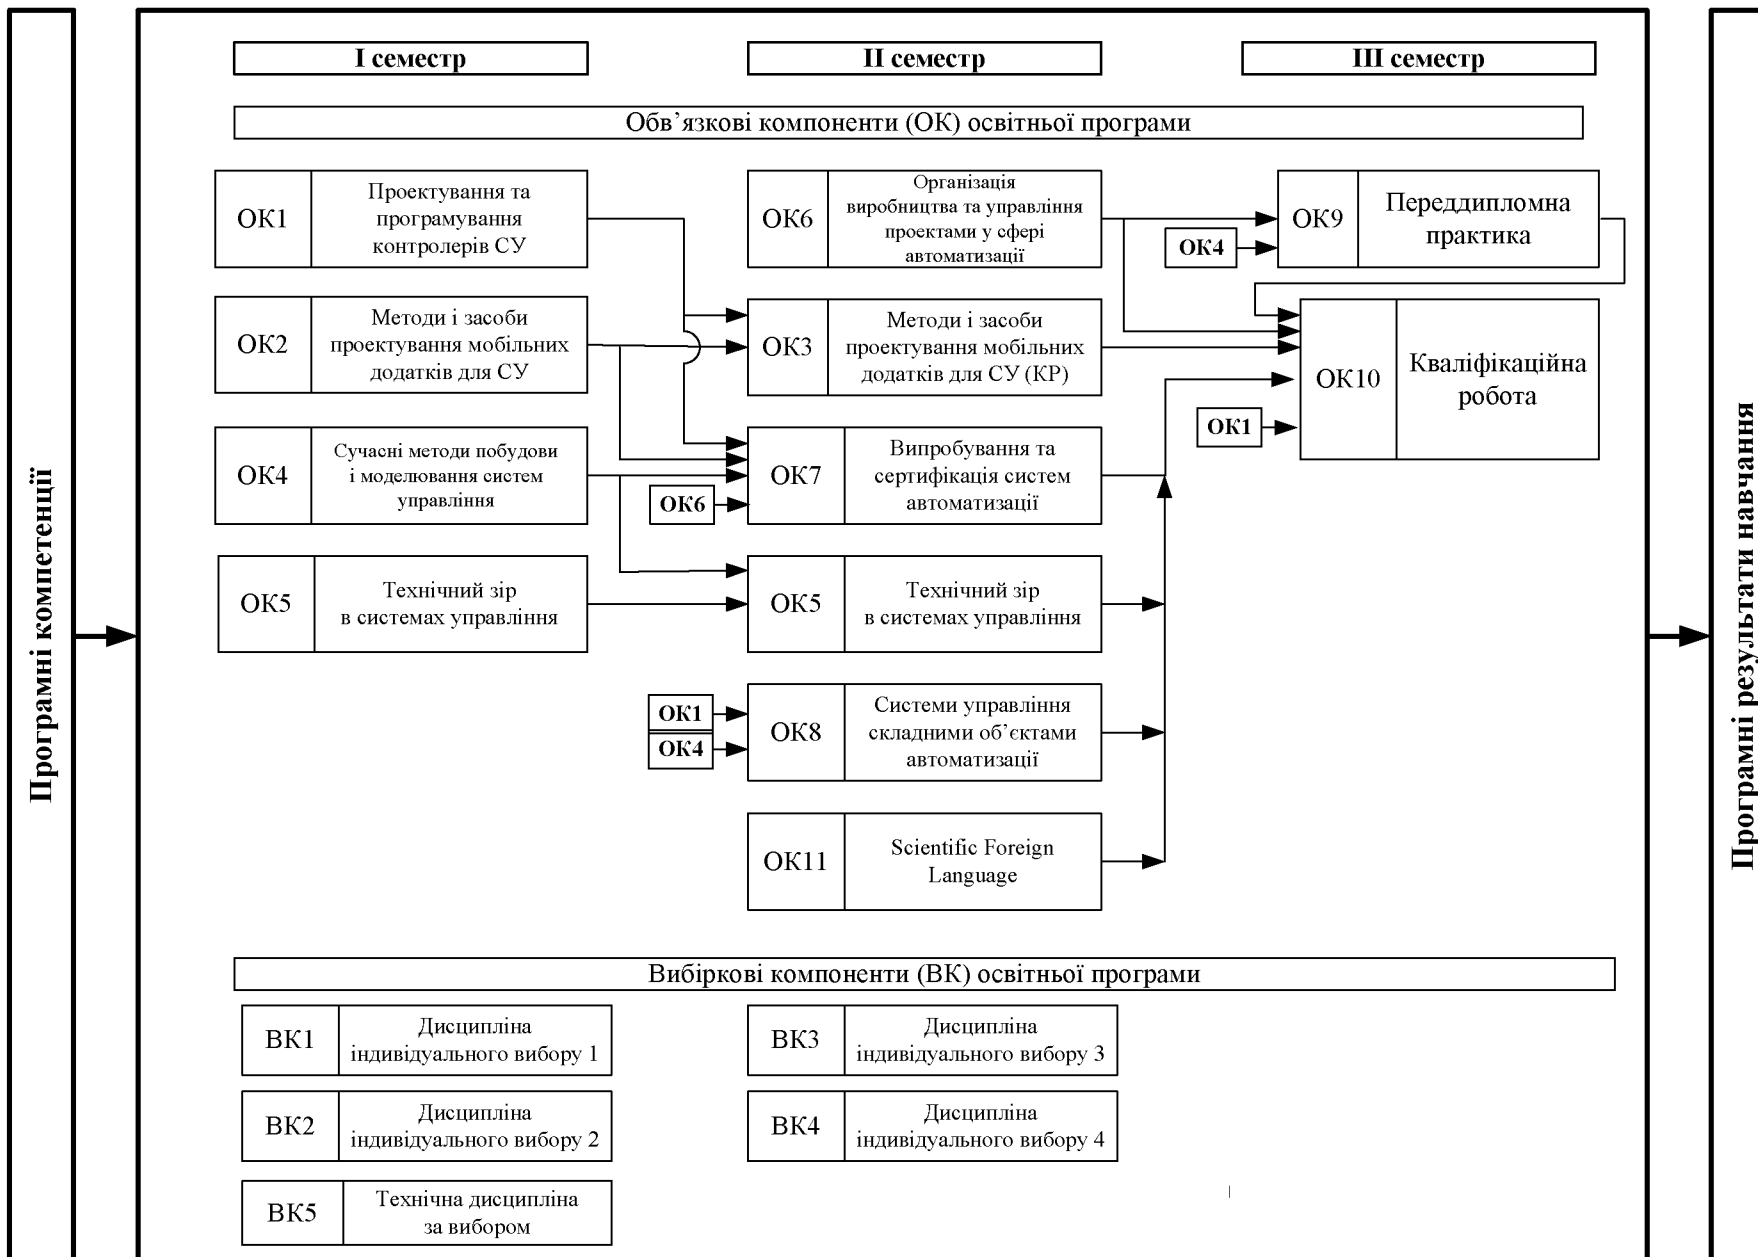 Програмні компетенції
I семестр
II семестр
III семестр
Обв’язкові компоненти (ОК) освітньої програми
ОК1
Проектування та
програмування
контролерів СУ
ОК6
Організація
виробництва та управління
проектами у сфері
автоматизації
ОК9
Переддипломна
практика
ОК4
ОК2
Методи і засоби
проектування мобільних
додатків для СУ
ОК3
Методи і засоби
проектування мобільних
додатків для СУ (КР)
ОК10
Кваліфікаційна
робота
ОК1
ОК4
Сучасні методи побудови
і моделювання систем
управління
ОК6
ОК7
Випробування та
сертифікація систем
автоматизації
ОК5
Технічний зір
в системах управління
ОК5
Технічний зір
в системах управління
ОК1
ОК4
ОК8
Системи управління
складними об’єктами
автоматизації
ОК11
Scientific Foreign
Language
Вибіркові компоненти (ВК) освітньої програми
ВК1
Дисципліна
індивідуального вибору 1
ВК3
Дисципліна
індивідуального вибору 3
ВК2
Дисципліна
індивідуального вибору 2
ВК4
Дисципліна
індивідуального вибору 4
ВК5
Технічна дисципліна
за вибором
Програмні результати навчання